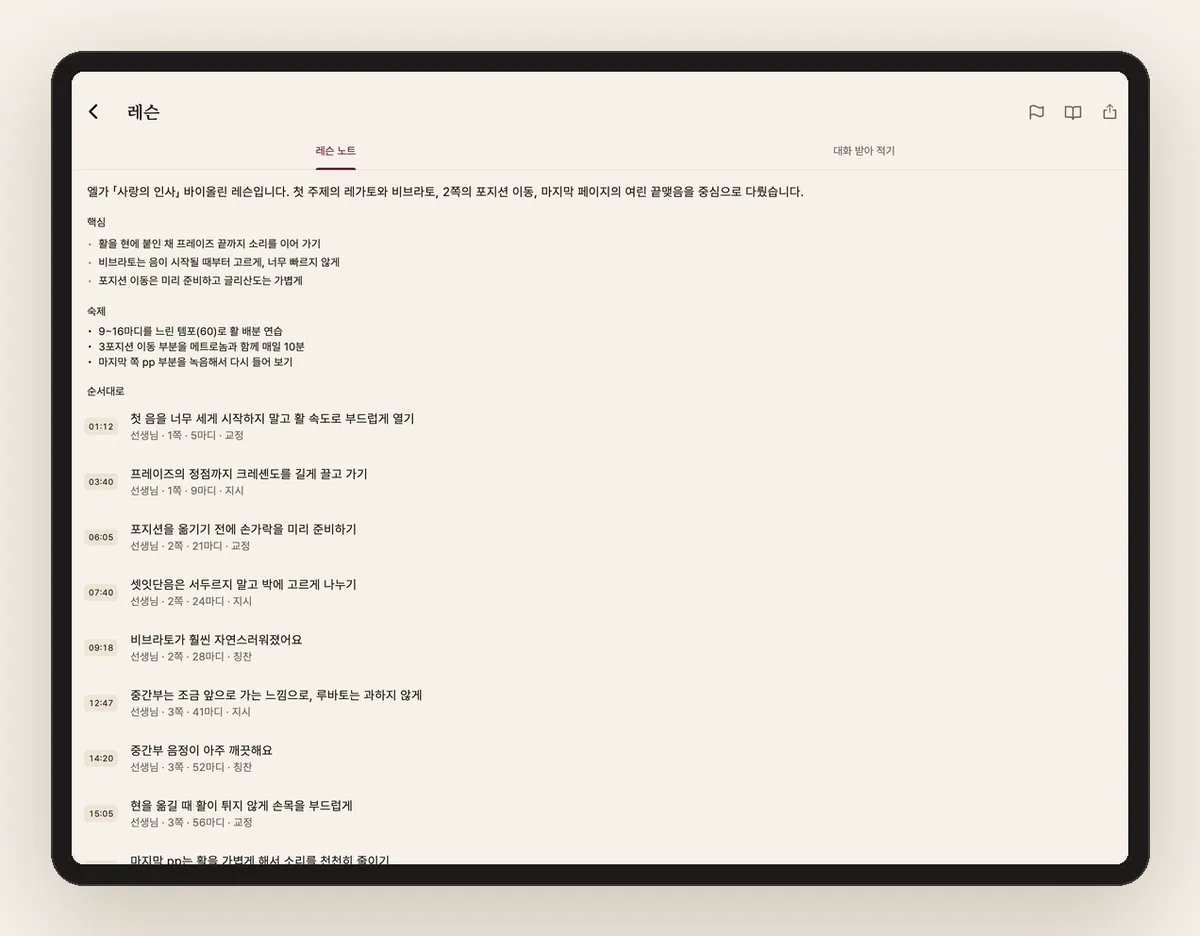 레슨
레슨 노트
대화 받아 적기
엘가 「사랑의 인사」 바이올린 레슨입니다. 첫 주제의 레가토와 비브라토, 2쪽의 포지션 이동, 마지막 페이지의 여린 끝맺음을 중심으로 다뤘습니다.
핵심
• 활을 현에 붙인 채 프레이즈 끝까지 소리를 이어 가기
• 비브라토는 음이 시작될 때부터 고르게, 너무 빠르지 않게
• 포지션 이동은 미리 준비하고 글리산도는 가볍게
숙제
• 9~16마디를 느린 템포(60)로 활 배분 연습
• 3포지션 이동 부분을 메트로놈과 함께 매일 10분
• 마지막 쪽 pp 부분을 녹음해서 다시 들어 보기
순서대로
01:12
첫 음을 너무 세게 시작하지 말고 활 속도로 부드럽게 열기
선생님 · 1쪽 · 5마디 · 교정
03:40
프레이즈의 정점까지 크레셴도를 길게 끌고 가기
선생님 · 1쪽 · 9마디 · 지시
06:05
포지션을 옮기기 전에 손가락을 미리 준비하기
선생님 · 2쪽 · 21마디 · 교정
07:40
셋잇단음은 서두르지 말고 박에 고르게 나누기
선생님 · 2쪽 · 24마디 · 지시
09:18
비브라토가 훨씬 자연스러워졌어요
선생님 · 2쪽 · 28마디 · 칭찬
12:47
중간부는 조금 앞으로 가는 느낌으로, 루바토는 과하지 않게
선생님 · 3쪽 · 41마디 · 지시
14:20
중간부 음정이 아주 깨끗해요
선생님 · 3쪽 · 52마디 · 칭찬
15:05
현을 옮길 때 활이 튀지 않게 손목을 부드럽게
선생님 · 3쪽 · 56마디 · 교정
마지막 pp는 활을 가볍게 해서 소리를 천천히 줄이기